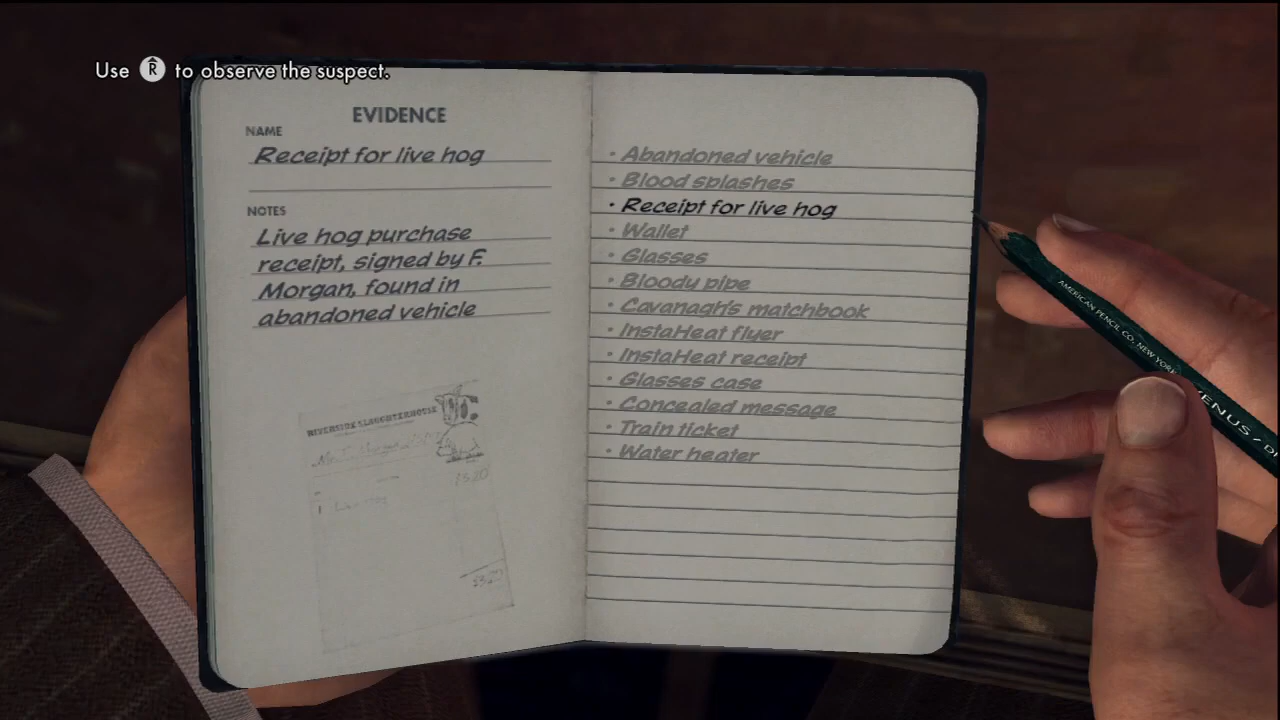 Use R to observe the suspect.
EVIDENCE
NAME
Receipt for live hog
NOTES
Live hog purchase
receipt, signed by F.
Morgan, found in
abandoned vehicle
RIVERSIDE SLAUGHTERHOUSE
· Abandoned vehicle
· Blood splashes
· Receipt for live hog
· Wallet
· Glasses
· Bloody pipe
· Cavanagh's matchbook
· InstaHeat flyer
· InstaHeat receipt
· Glasses case
· Concealed message
· Train ticket
· Water heater
AMERICAN PENCIL CO. NEW YORK
VENUS